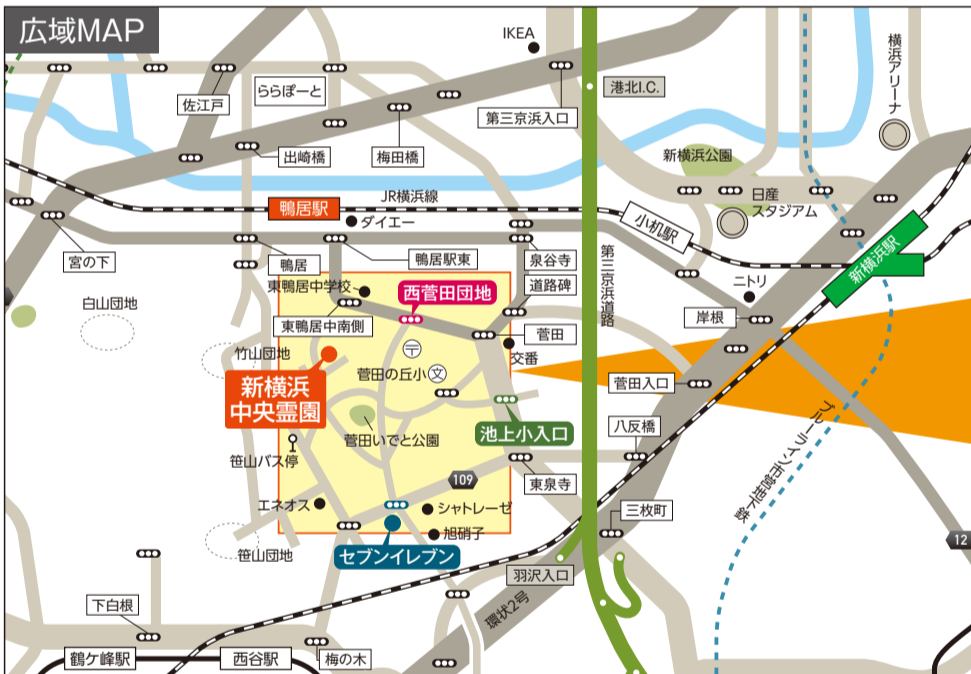 広域MAP
IKEA
佐江戸
ららぽーと
第三京浜入口
港北I.C.
横浜アリーナ
出崎橋
梅田橋
新横浜公園
JR横浜線
鴨居駅
ダイエー
日産
スタジアム
小机駅
新横浜駅
宮の下
鴨居
鴨居駅東
泉谷寺
第三京浜道路
ニトリ
東鴨居中学校
西菅田団地
道路碑
白山団地
東鴨居中南側
菅田
岸根
交番
竹山団地
〒
菅田の丘小
文
菅田入口
新横浜
中央霊園
菅田いでと公園
池上小入口
八反橋
ブルーライン市営地下鉄
笹山バス停
東泉寺
109
エネオス
シャトレーゼ
三枚町
旭硝子
12
笹山団地
セブンイレブン
羽沢入口
環状2号
下白根
鶴ケ峰駅
西谷駅
梅の木